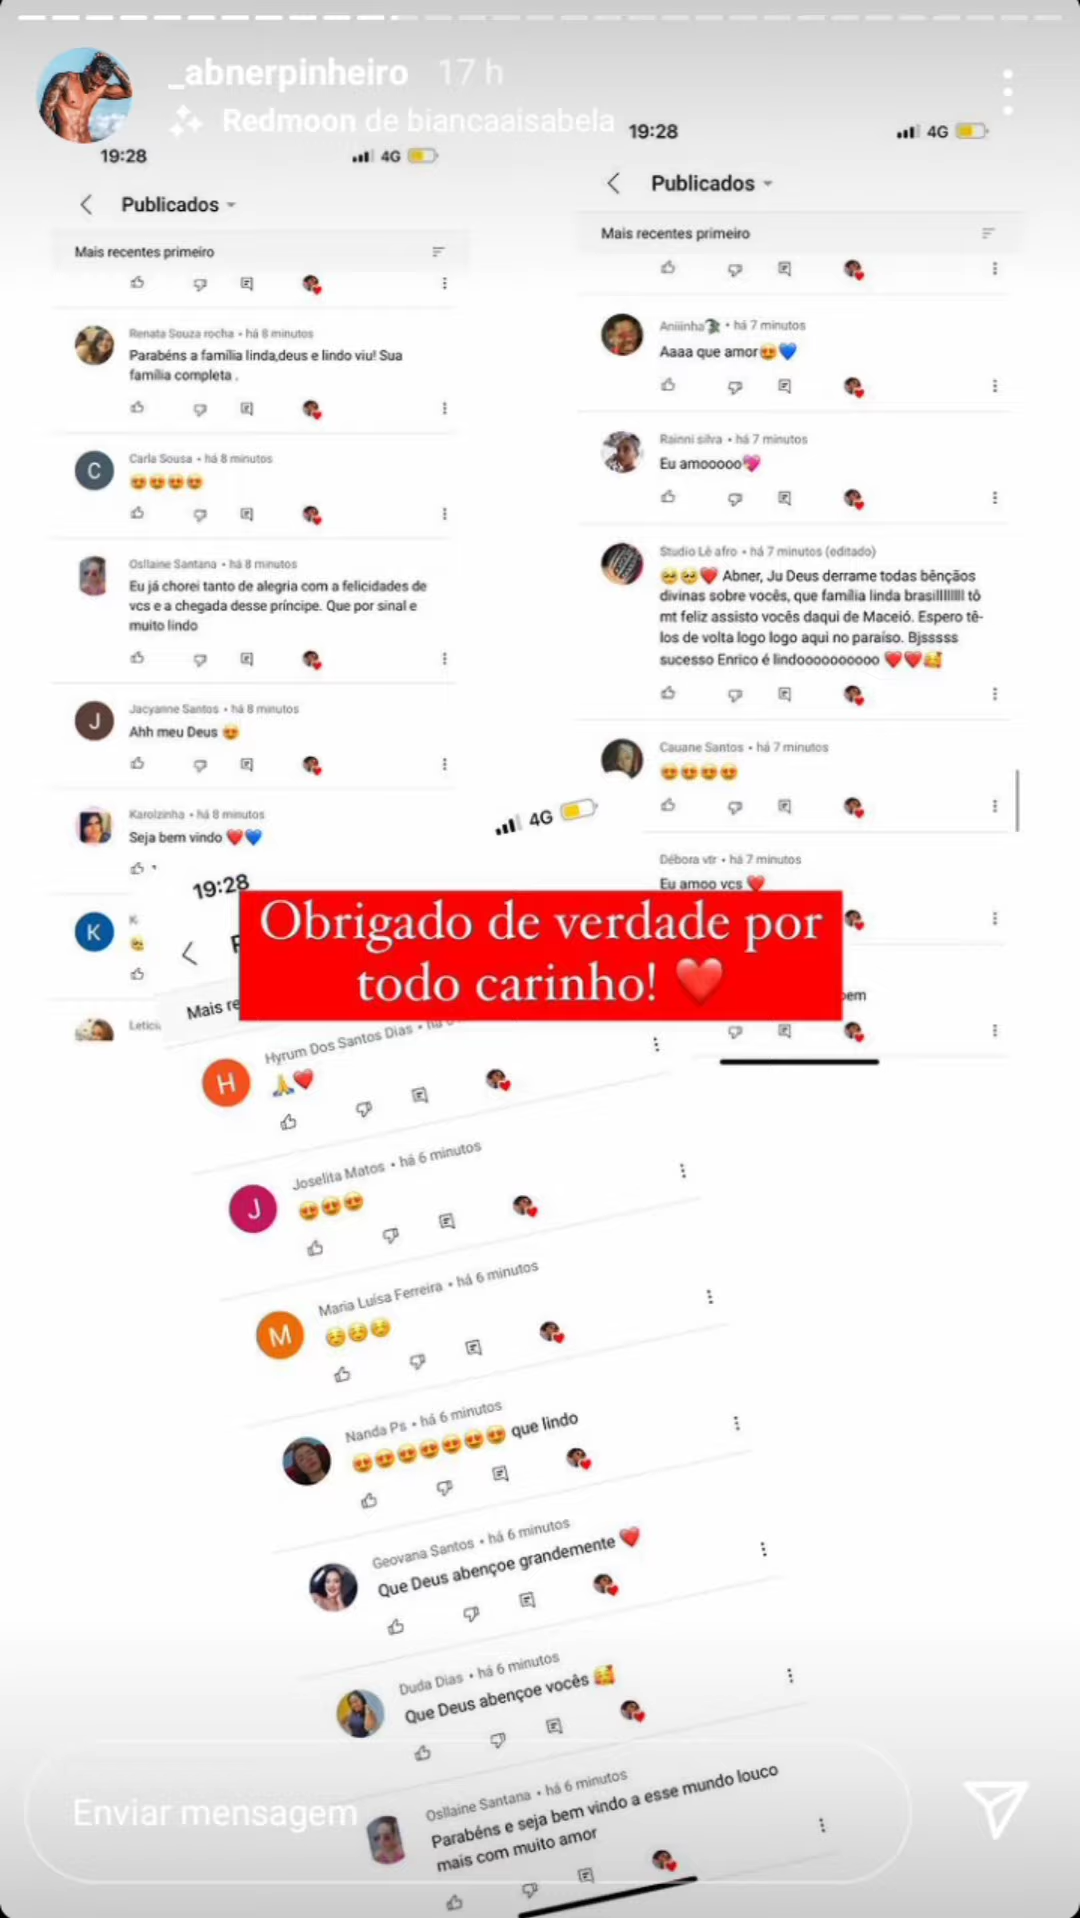 _abnerpinheiro 17 h
Redmoon de biancaaisabela
19:28
4G
Publicados
Mais recentes primeiro
Renata Souza rocha • há 8 minutos
Parabéns a família linda,deus e lindo viu! Sua
família completa .
C
Carla Sousa • há 8 minutos
😍😍😍😍
Osllaine Santana • há 8 minutos
Eu já chorei tanto de alegria com a felicidades de
vcs e a chegada desse príncipe. Que por sinal e
muito lindo
J
Jacyanne Santos • há 8 minutos
Ahh meu Deus 😍
Karolzinha • há 8 minutos
Seja bem vindo ❤️💙
K
Letici
19:28
4G
Publicados
Mais recentes primeiro
Aniiinha • há 7 minutos
Aaaa que amor😍💙
Rainni silva • há 7 minutos
Eu amooooo💖
Studio Lê afro • há 7 minutos (editado)
🥺🥺❤️ Abner, Ju Deus derrame todas bênçãos
divinas sobre vocês, que família linda brasilllllllll tô
mt feliz assisto vocês daqui de Maceió. Espero tê-
los de volta logo logo aqui no paraíso. Bjsssss
sucesso Enrico é lindoooooooooo ❤️❤️🥰
Cauane Santos • há 7 minutos
😍😍😍😍
Débora vtr • há 7 minutos
Eu amoo vcs ❤️
19:28
4G
Mais re
Obrigado de verdade por
todo carinho! ❤️
H
Hyrum Dos Santos Dias • há
🙏❤️
J
Joselita Matos • há 6 minutos
😍😍😍
M
Maria Luísa Ferreira • há 6 minutos
☺️☺️☺️
Nanda Ps • há 6 minutos
😍😍😍😍😍😍😍 que lindo
Geovana Santos • há 6 minutos
Que Deus abençoe grandemente ❤️
Duda Dias • há 6 minutos
Que Deus abençoe vocês 🥰
Osllaine Santana • há 6 minutos
Parabéns e seja bem vindo a esse mundo louco
mais com muito amor
Enviar mensagem